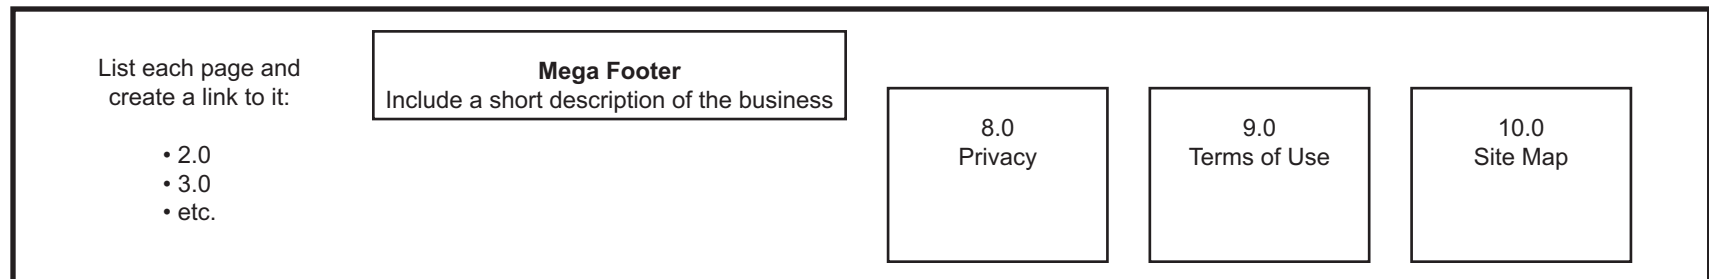 List each page and
create a link to it:
• 2.0
• 3.0
• etc.
Mega Footer
Include a short description of the business
8.0
Privacy
9.0
Terms of Use
10.0
Site Map